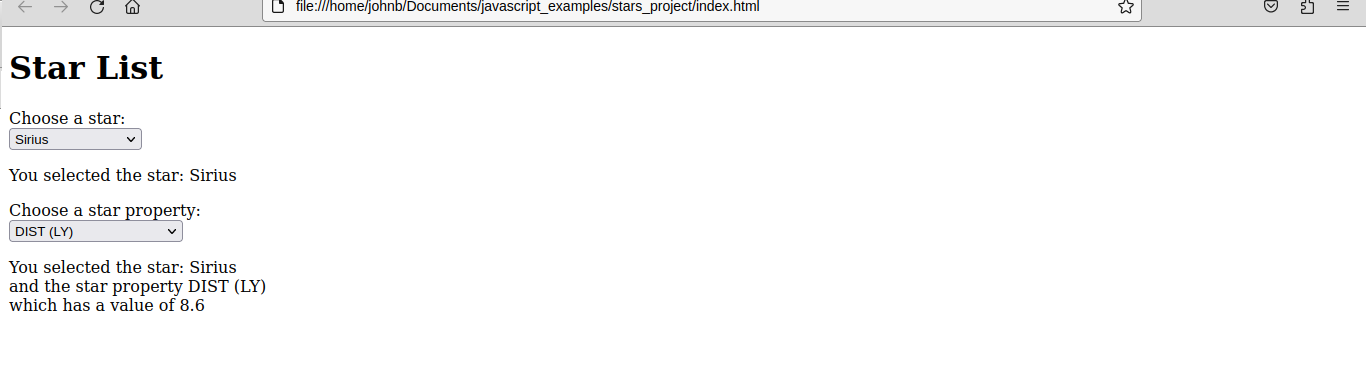 file:///home/johnb/Documents/javascript_examples/stars_project/index.html
Star List
Choose a star:
Sirius
You selected the star: Sirius
Choose a star property:
DIST (LY)
You selected the star: Sirius
and the star property DIST (LY)
which has a value of 8.6